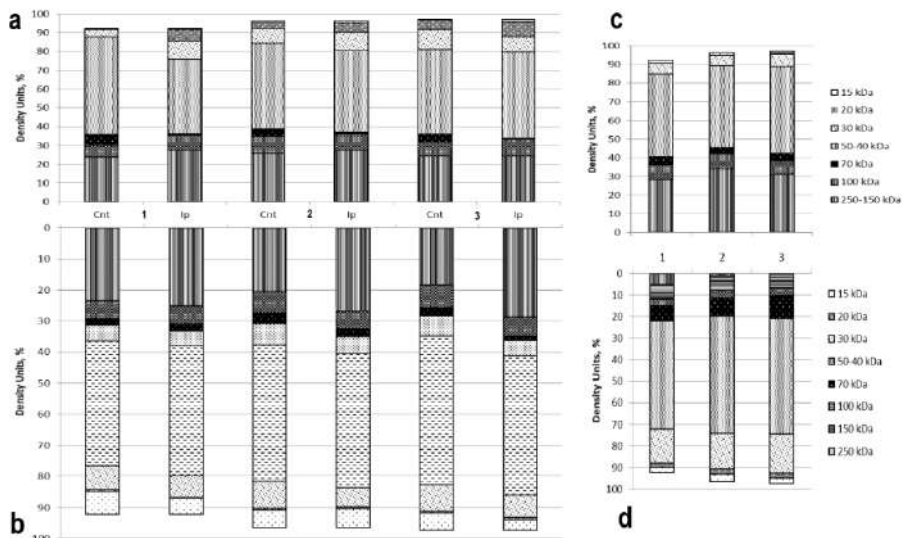 a
100
90
80
70
60
50
40
30
20
10
0
Density Units, %
Cnt 1 Ip Cnt 2 Ip Cnt 3 Ip
0
10
20
30
40
50
60
70
80
90
100
Density Units, %
b
c
100
90
80
70
60
50
40
30
20
10
0
Density Units, %
15 kDa
20 kDa
30 kDa
50-40 kDa
70 kDa
100 kDa
250-150 kDa
1 2 3
0
10
20
30
40
50
60
70
80
90
100
Density Units, %
15 kDa
20 kDa
30 kDa
50-40 kDa
70 kDa
100 kDa
150 kDa
250 kDa
d